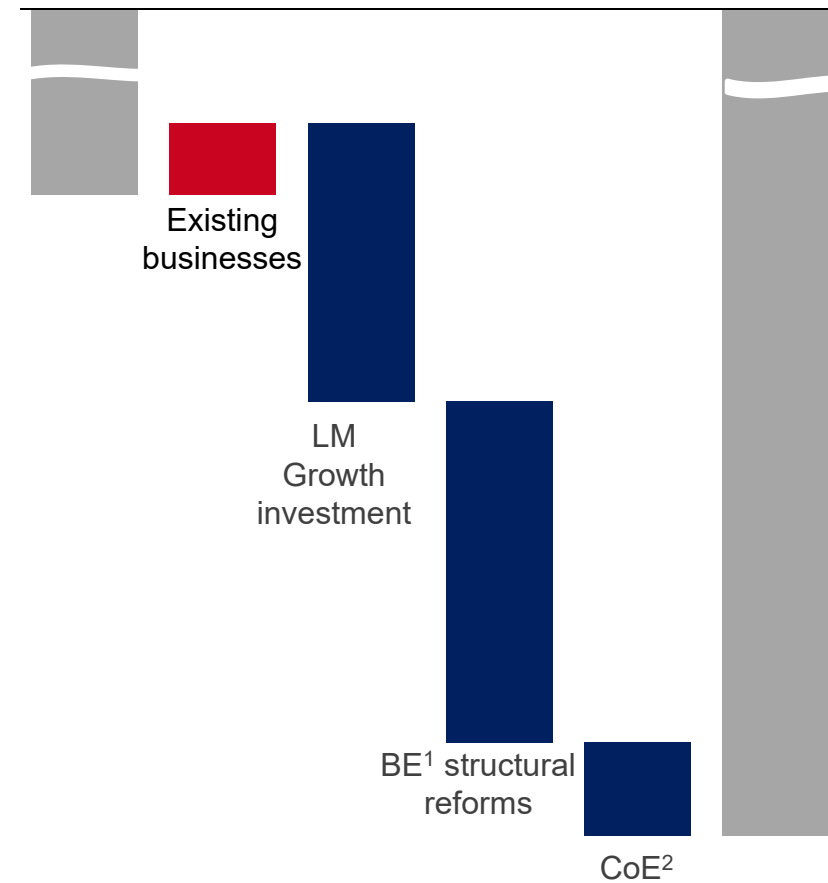 Existing
businesses
LM
Growth
investment
BE¹ structural
reforms
CoE²